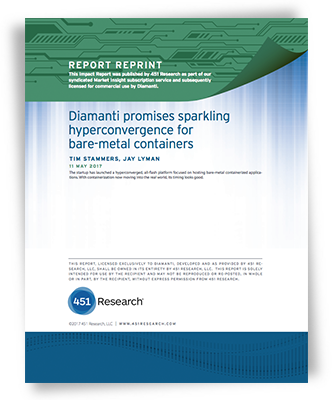 REPORT REPRINT
This Impact Report was published by 451 Research as part of our
syndicated Market Insight subscription service and subsequently
licensed for commercial use by Diamanti.
Diamanti promises sparkling
hyperconvergence for
bare-metal containers
TIM STAMMERS, JAY LYMAN
11 MAY 2017
The startup has launched a hyperconverged, all-flash platform focused on hosting bare-metal containerized applica-
tions. With containerization now moving into the real world, its timing looks good.
THIS REPORT, LICENSED EXCLUSIVELY TO DIAMANTI, DEVELOPED AND AS PROVIDED BY 451 RE-
SEARCH, LLC, SHALL BE OWNED IN ITS ENTIRETY BY 451 RESEARCH, LLC. THIS REPORT IS SOLELY
INTENDED FOR USE BY THE RECIPIENT AND MAY NOT BE REPRODUCED OR RE-POSTED, IN WHOLE
OR IN PART, BY THE RECIPIENT, WITHOUT EXPRESS PERMISSION FROM 451 RESEARCH.
451 Research
©2017 451 Research, LLC | WWW.451RESEARCH.COM